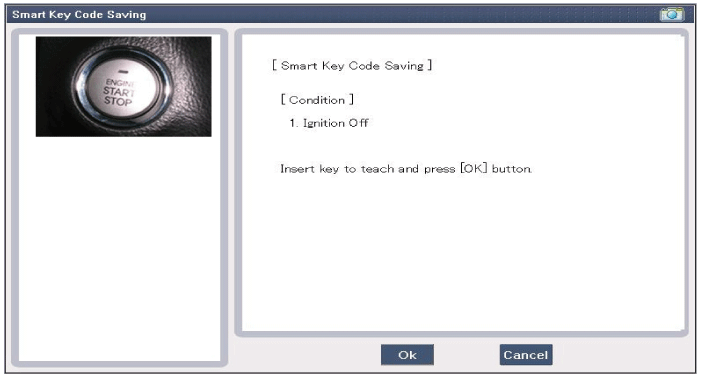 Smart Key Code Saving
ENGINE
START
STOP
[ Smart Key Code Saving ]
[ Condition ]
1. Ignition Off
Insert key to teach and press [OK] button.
Ok
Cancel